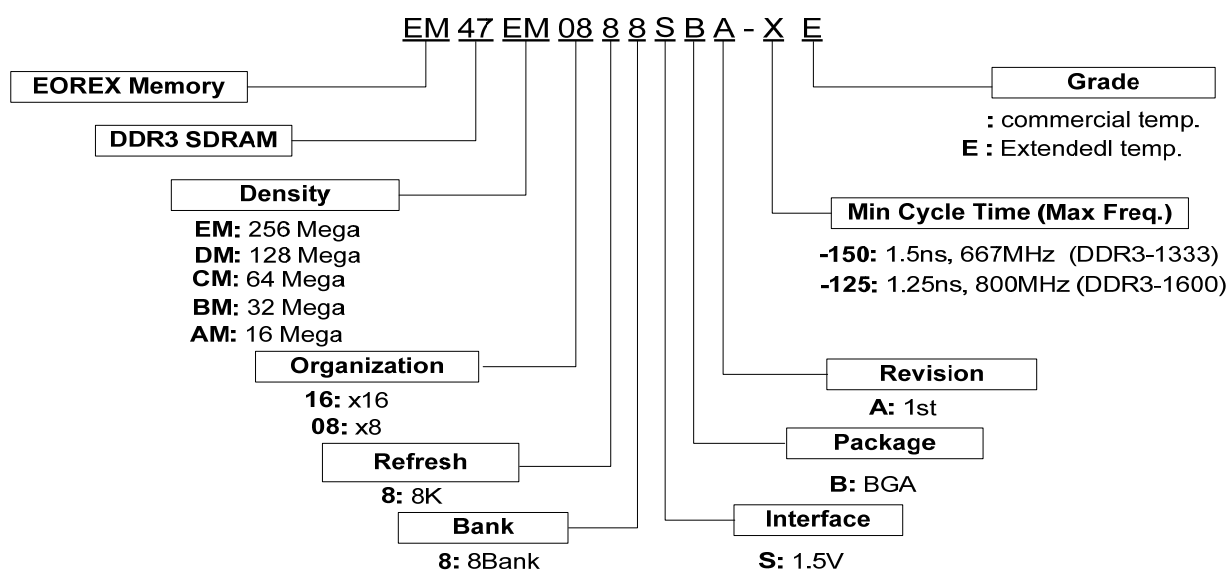 EM 47 EM 08 8 8 S B A - X E
EOREX Memory
DDR3 SDRAM
Density
EM: 256 Mega
DM: 128 Mega
CM: 64 Mega
BM: 32 Mega
AM: 16 Mega
Organization
16: x16
08: x8
Refresh
8: 8K
Bank
8: 8Bank
Grade
: commercial temp.
E : Extendedl temp.
Min Cycle Time (Max Freq.)
-150: 1.5ns, 667MHz (DDR3-1333)
-125: 1.25ns, 800MHz (DDR3-1600)
Revision
A: 1st
Package
B: BGA
Interface
S: 1.5V